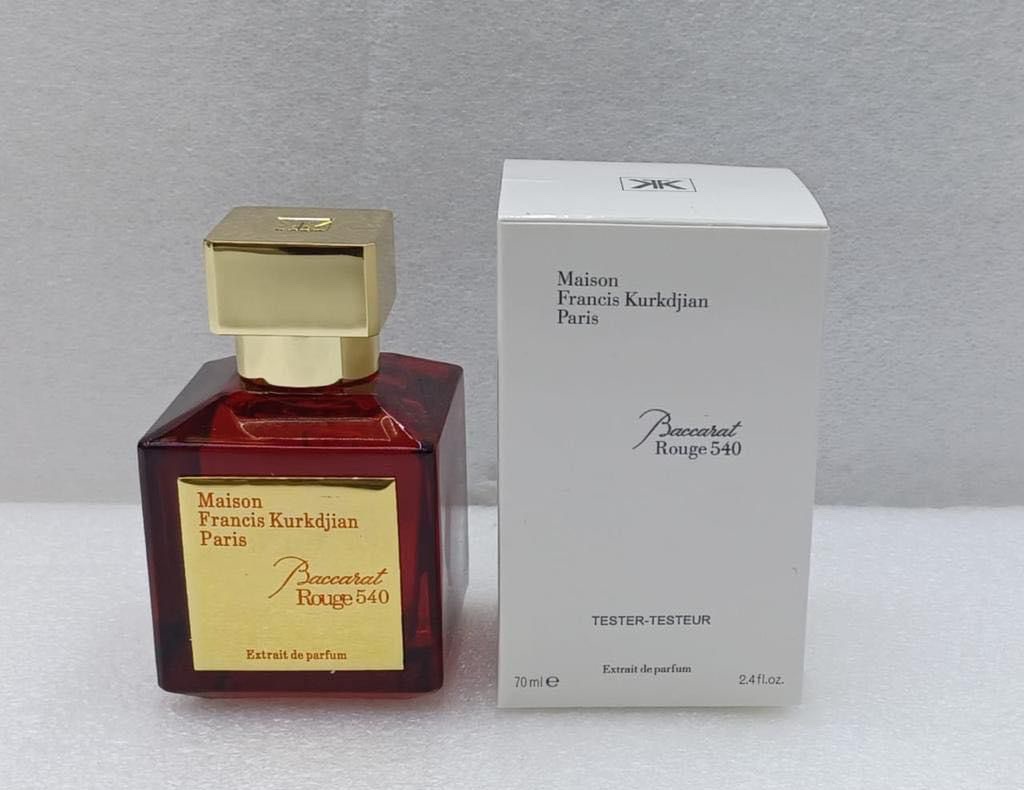 Maison
Francis Kurkdjian
Paris
Baccarat
Rouge 540
Extrait de parfum
Maison
Francis Kurkdjian
Paris
Baccarat
Rouge 540
TESTER-TESTEUR
Extrait de parfum
70 ml ℮
2.4 fl.oz.